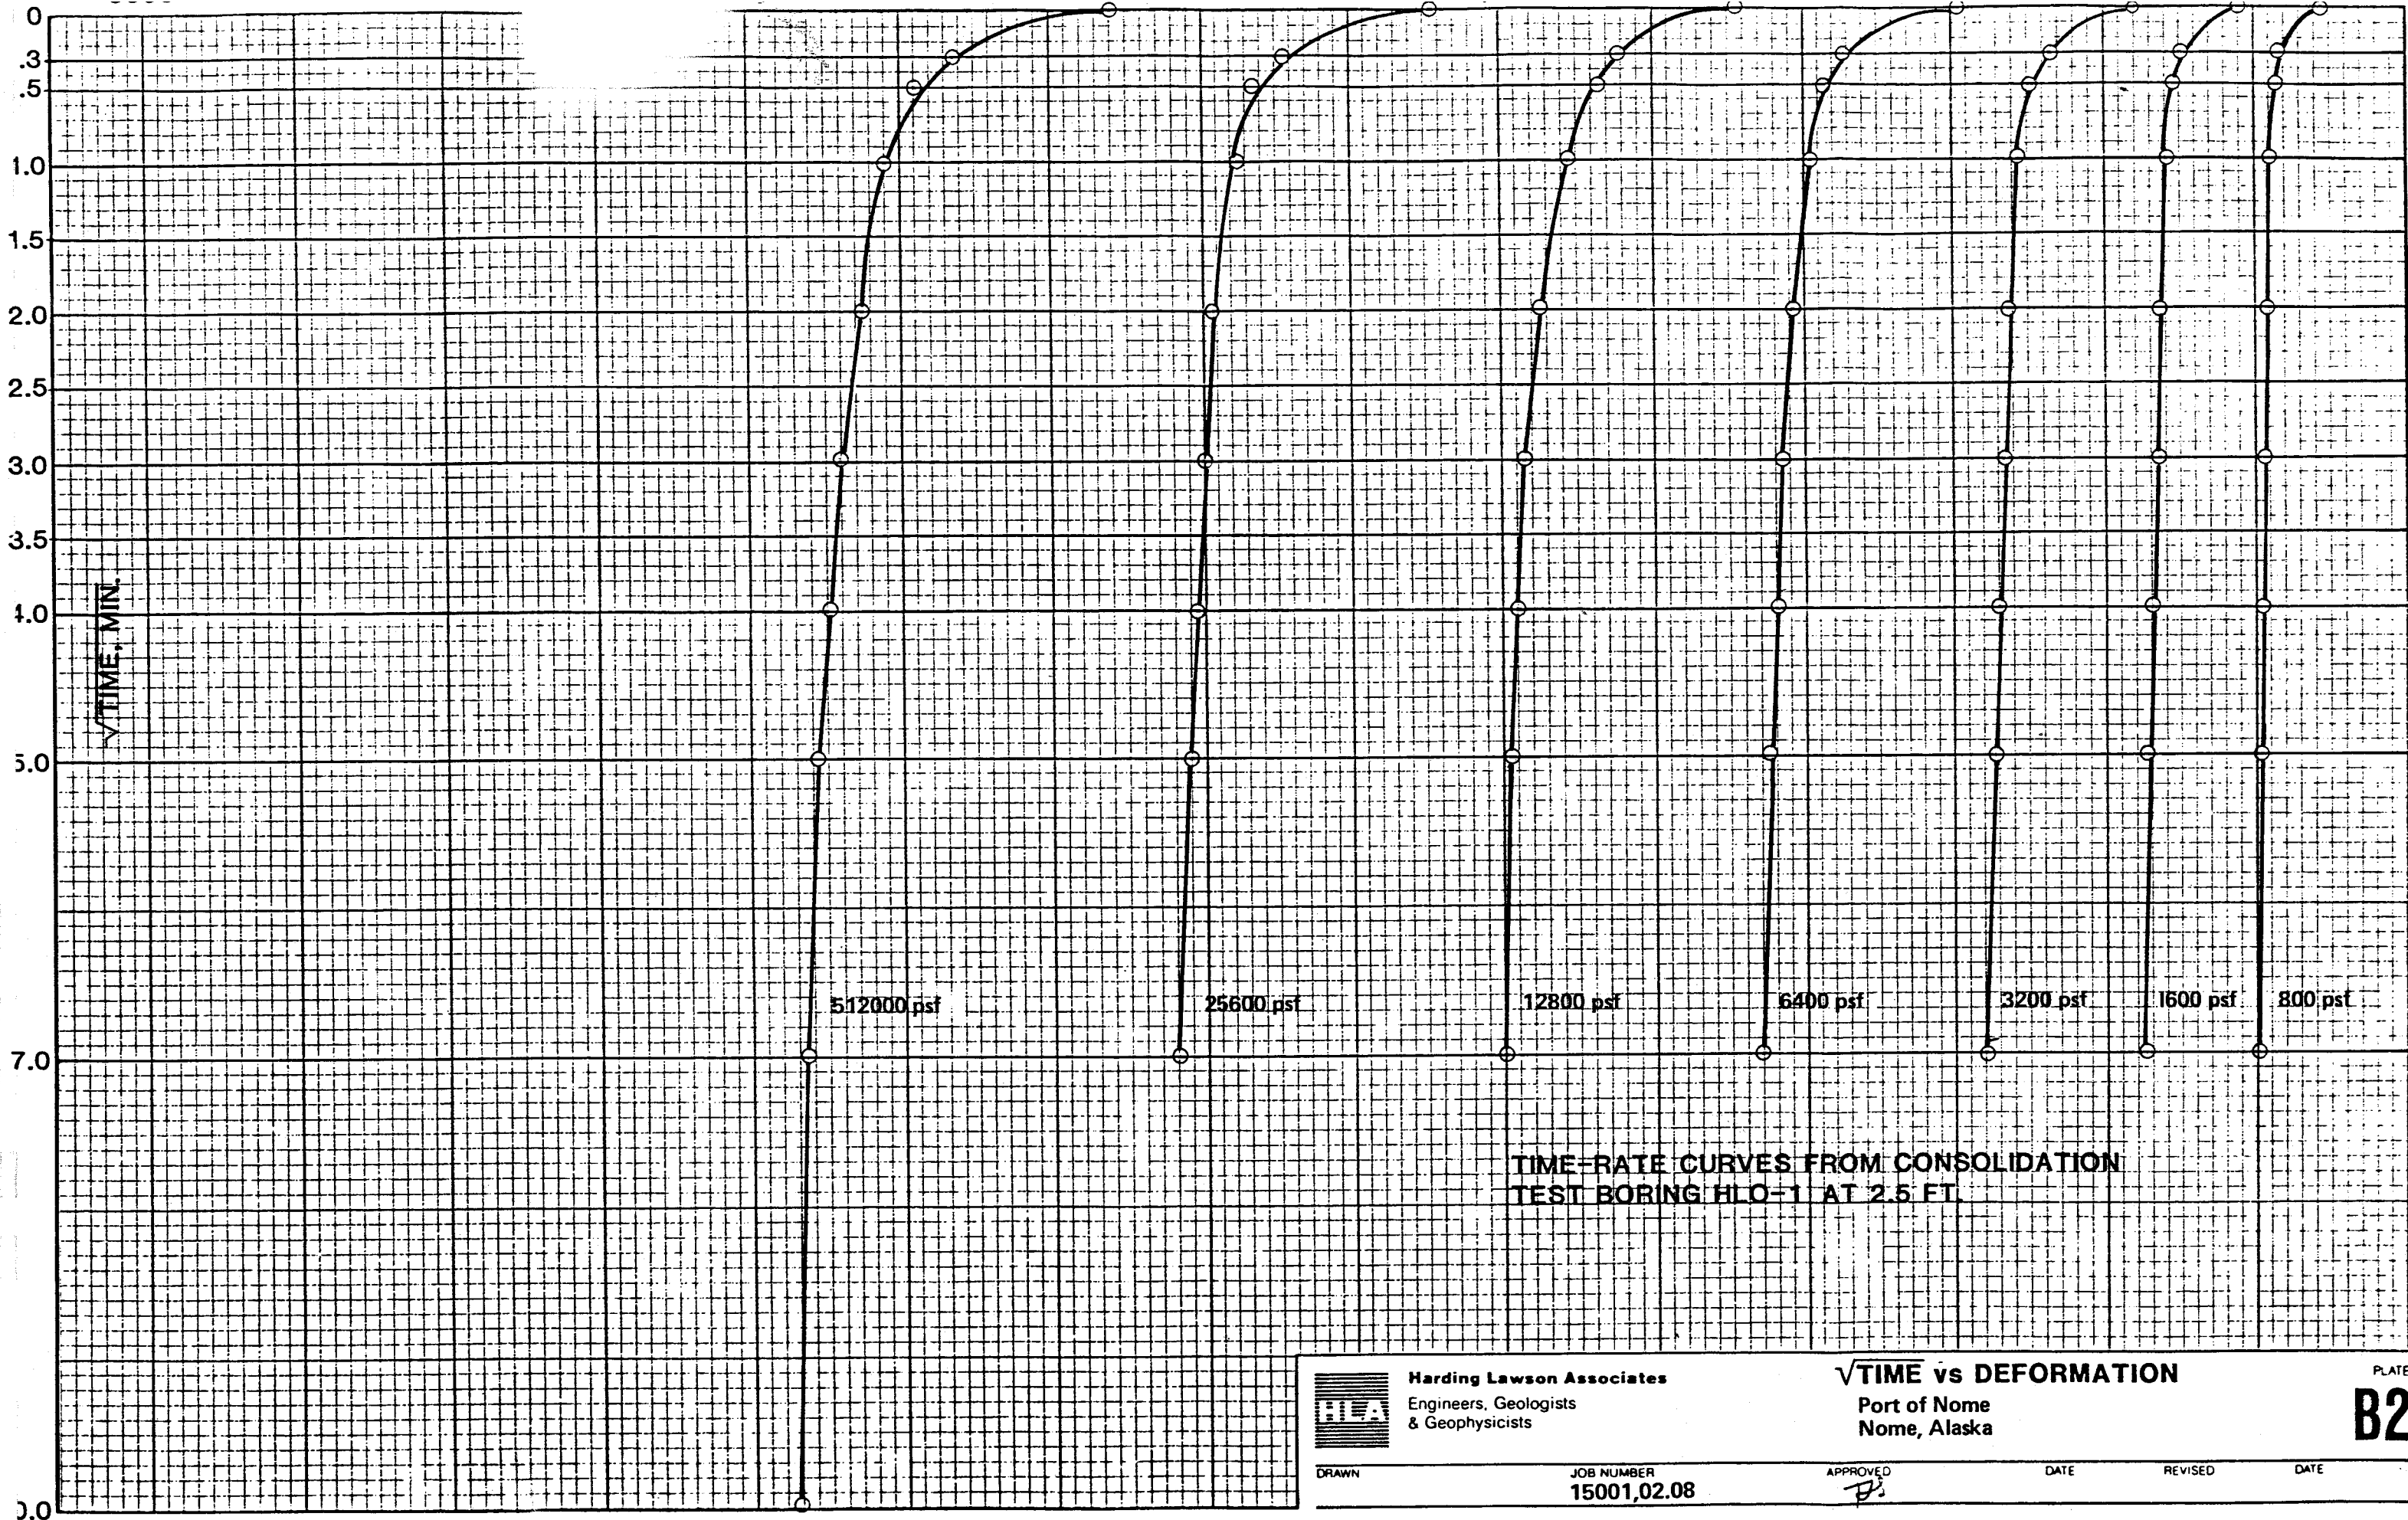 0
.3
.5
1.0
1.5
2.0
2.5
3.0
3.5
4.0
5.0
7.0
0.0
√TIME, MIN.
512000 psf
25600 psf
12800 psf
6400 psf
3200 psf
1600 psf
800 psf
TIME-RATE CURVES FROM CONSOLIDATION
TEST BORING HLO-1 AT 2.5 FT.
HLA
Harding Lawson Associates
Engineers, Geologists
& Geophysicists
√TIME vs DEFORMATION
Port of Nome
Nome, Alaska
PLATE
B2
DRAWN
JOB NUMBER
15001,02.08
APPROVED
DATE
REVISED
DATE